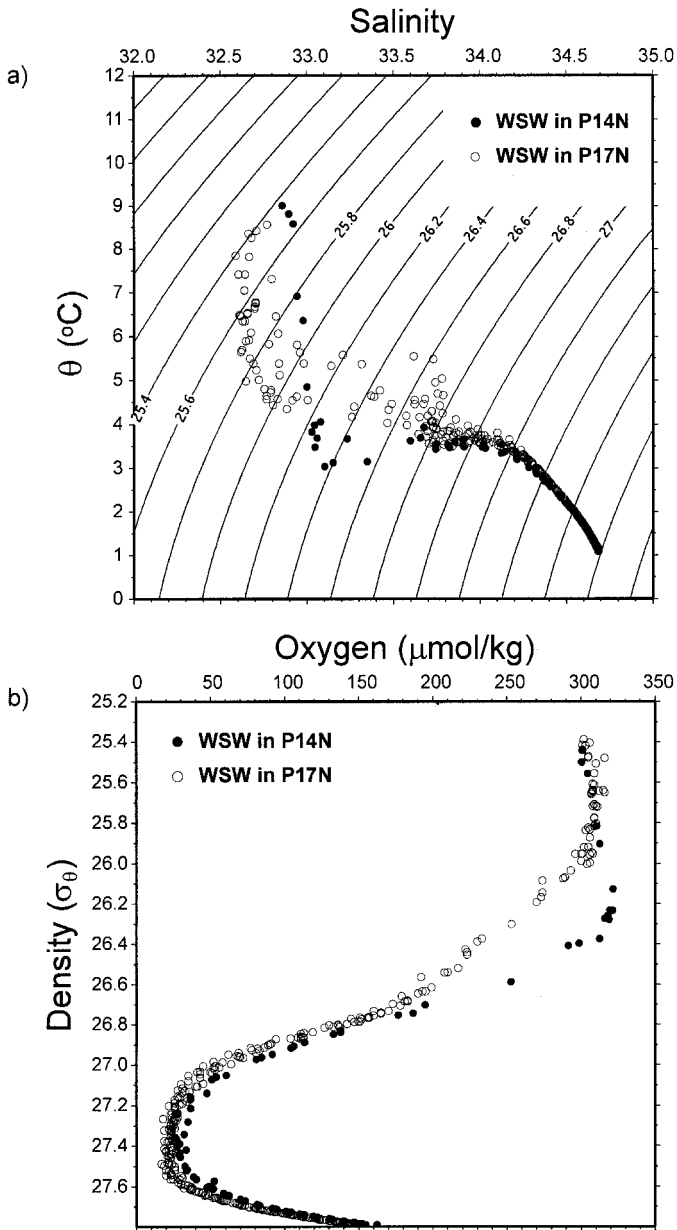 Salinity
32.0 32.5 33.0 33.5 34.0 34.5 35.0
a)
12
11
10
9
8
7
6
5
4
3
2
1
0
θ (°C)
● WSW in P14N
○ WSW in P17N
25.4
25.6
25.8
26
26.2
26.4
26.6
26.8
27
Oxygen (μmol/kg)
0 50 100 150 200 250 300 350
b)
25.2
25.4
25.6
25.8
26.0
26.2
26.4
26.6
26.8
27.0
27.2
27.4
27.6
Density (σθ)
● WSW in P14N
○ WSW in P17N